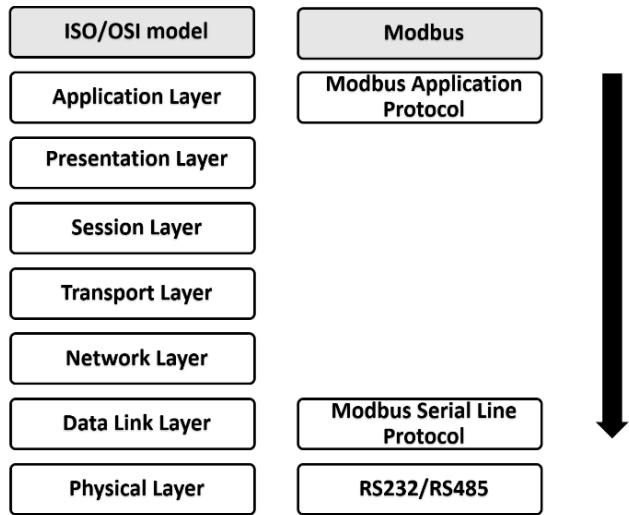 ISO/OSI model
Modbus
Application Layer
Modbus Application
Protocol
Presentation Layer
Session Layer
Transport Layer
Network Layer
Data Link Layer
Modbus Serial Line
Protocol
Physical Layer
RS232/RS485